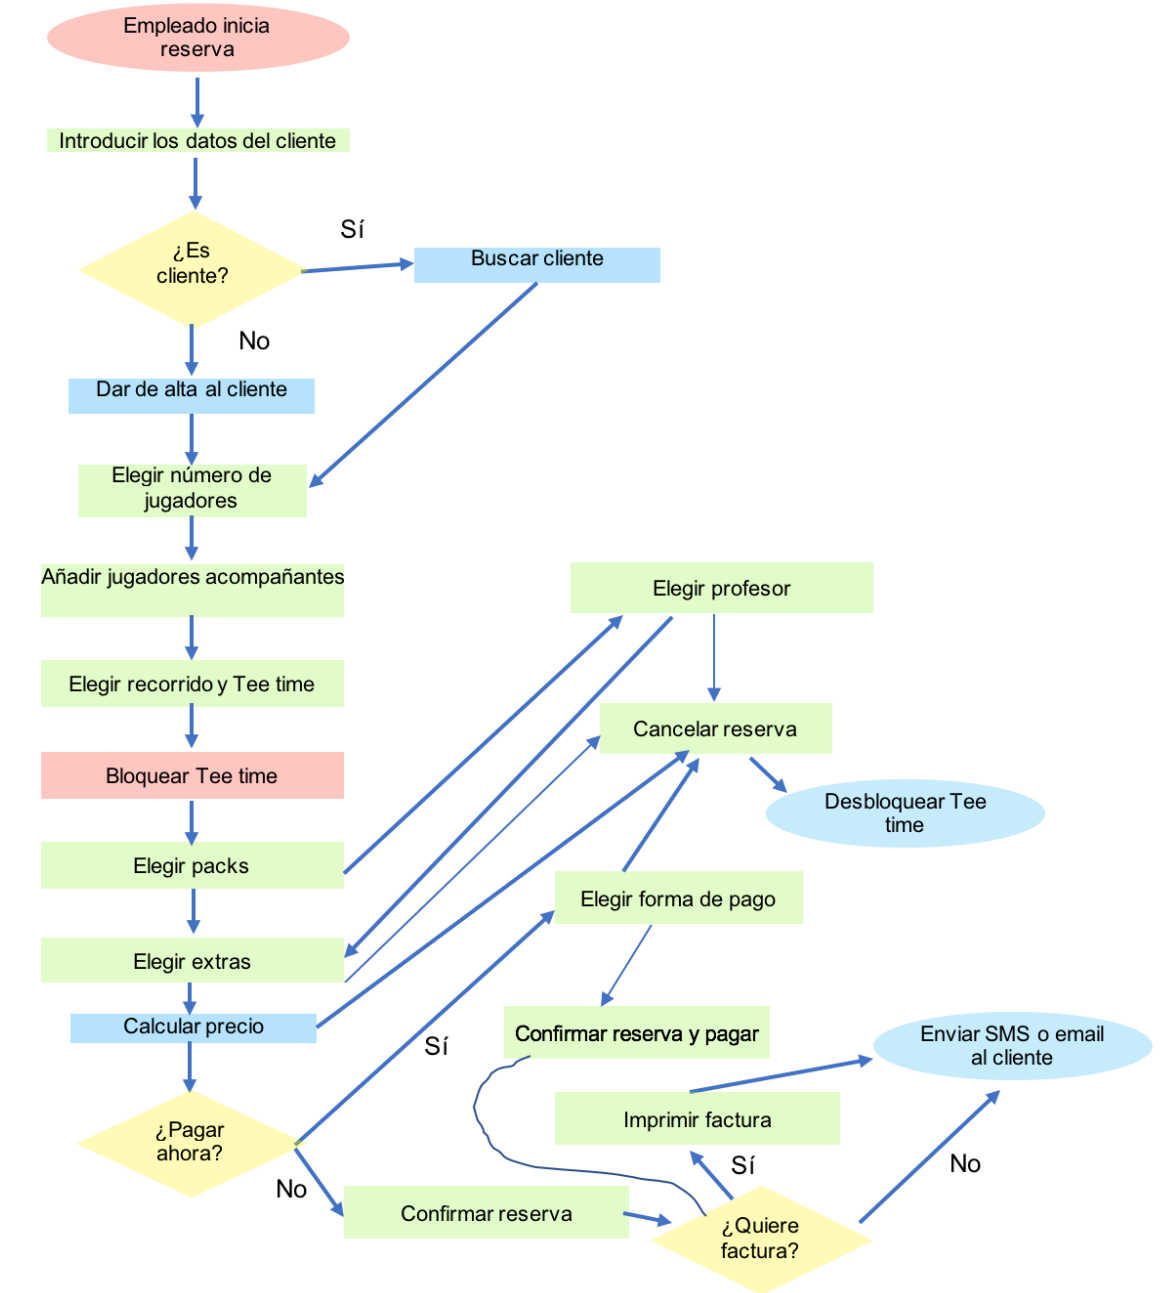 Empleado inicia
reserva
Introducir los datos del cliente
¿Es
cliente?
Sí
Buscar cliente
No
Dar de alta al cliente
Elegir número de
jugadores
Añadir jugadores acompañantes
Elegir profesor
Elegir recorrido y Tee time
Cancelar reserva
Bloquear Tee time
Desbloquear Tee
time
Elegir packs
Elegir forma de pago
Elegir extras
Calcular precio
Sí
Confirmar reserva y pagar
Enviar SMS o email
al cliente
¿Pagar
ahora?
Imprimir factura
No
Sí
No
Confirmar reserva
¿Quiere
factura?